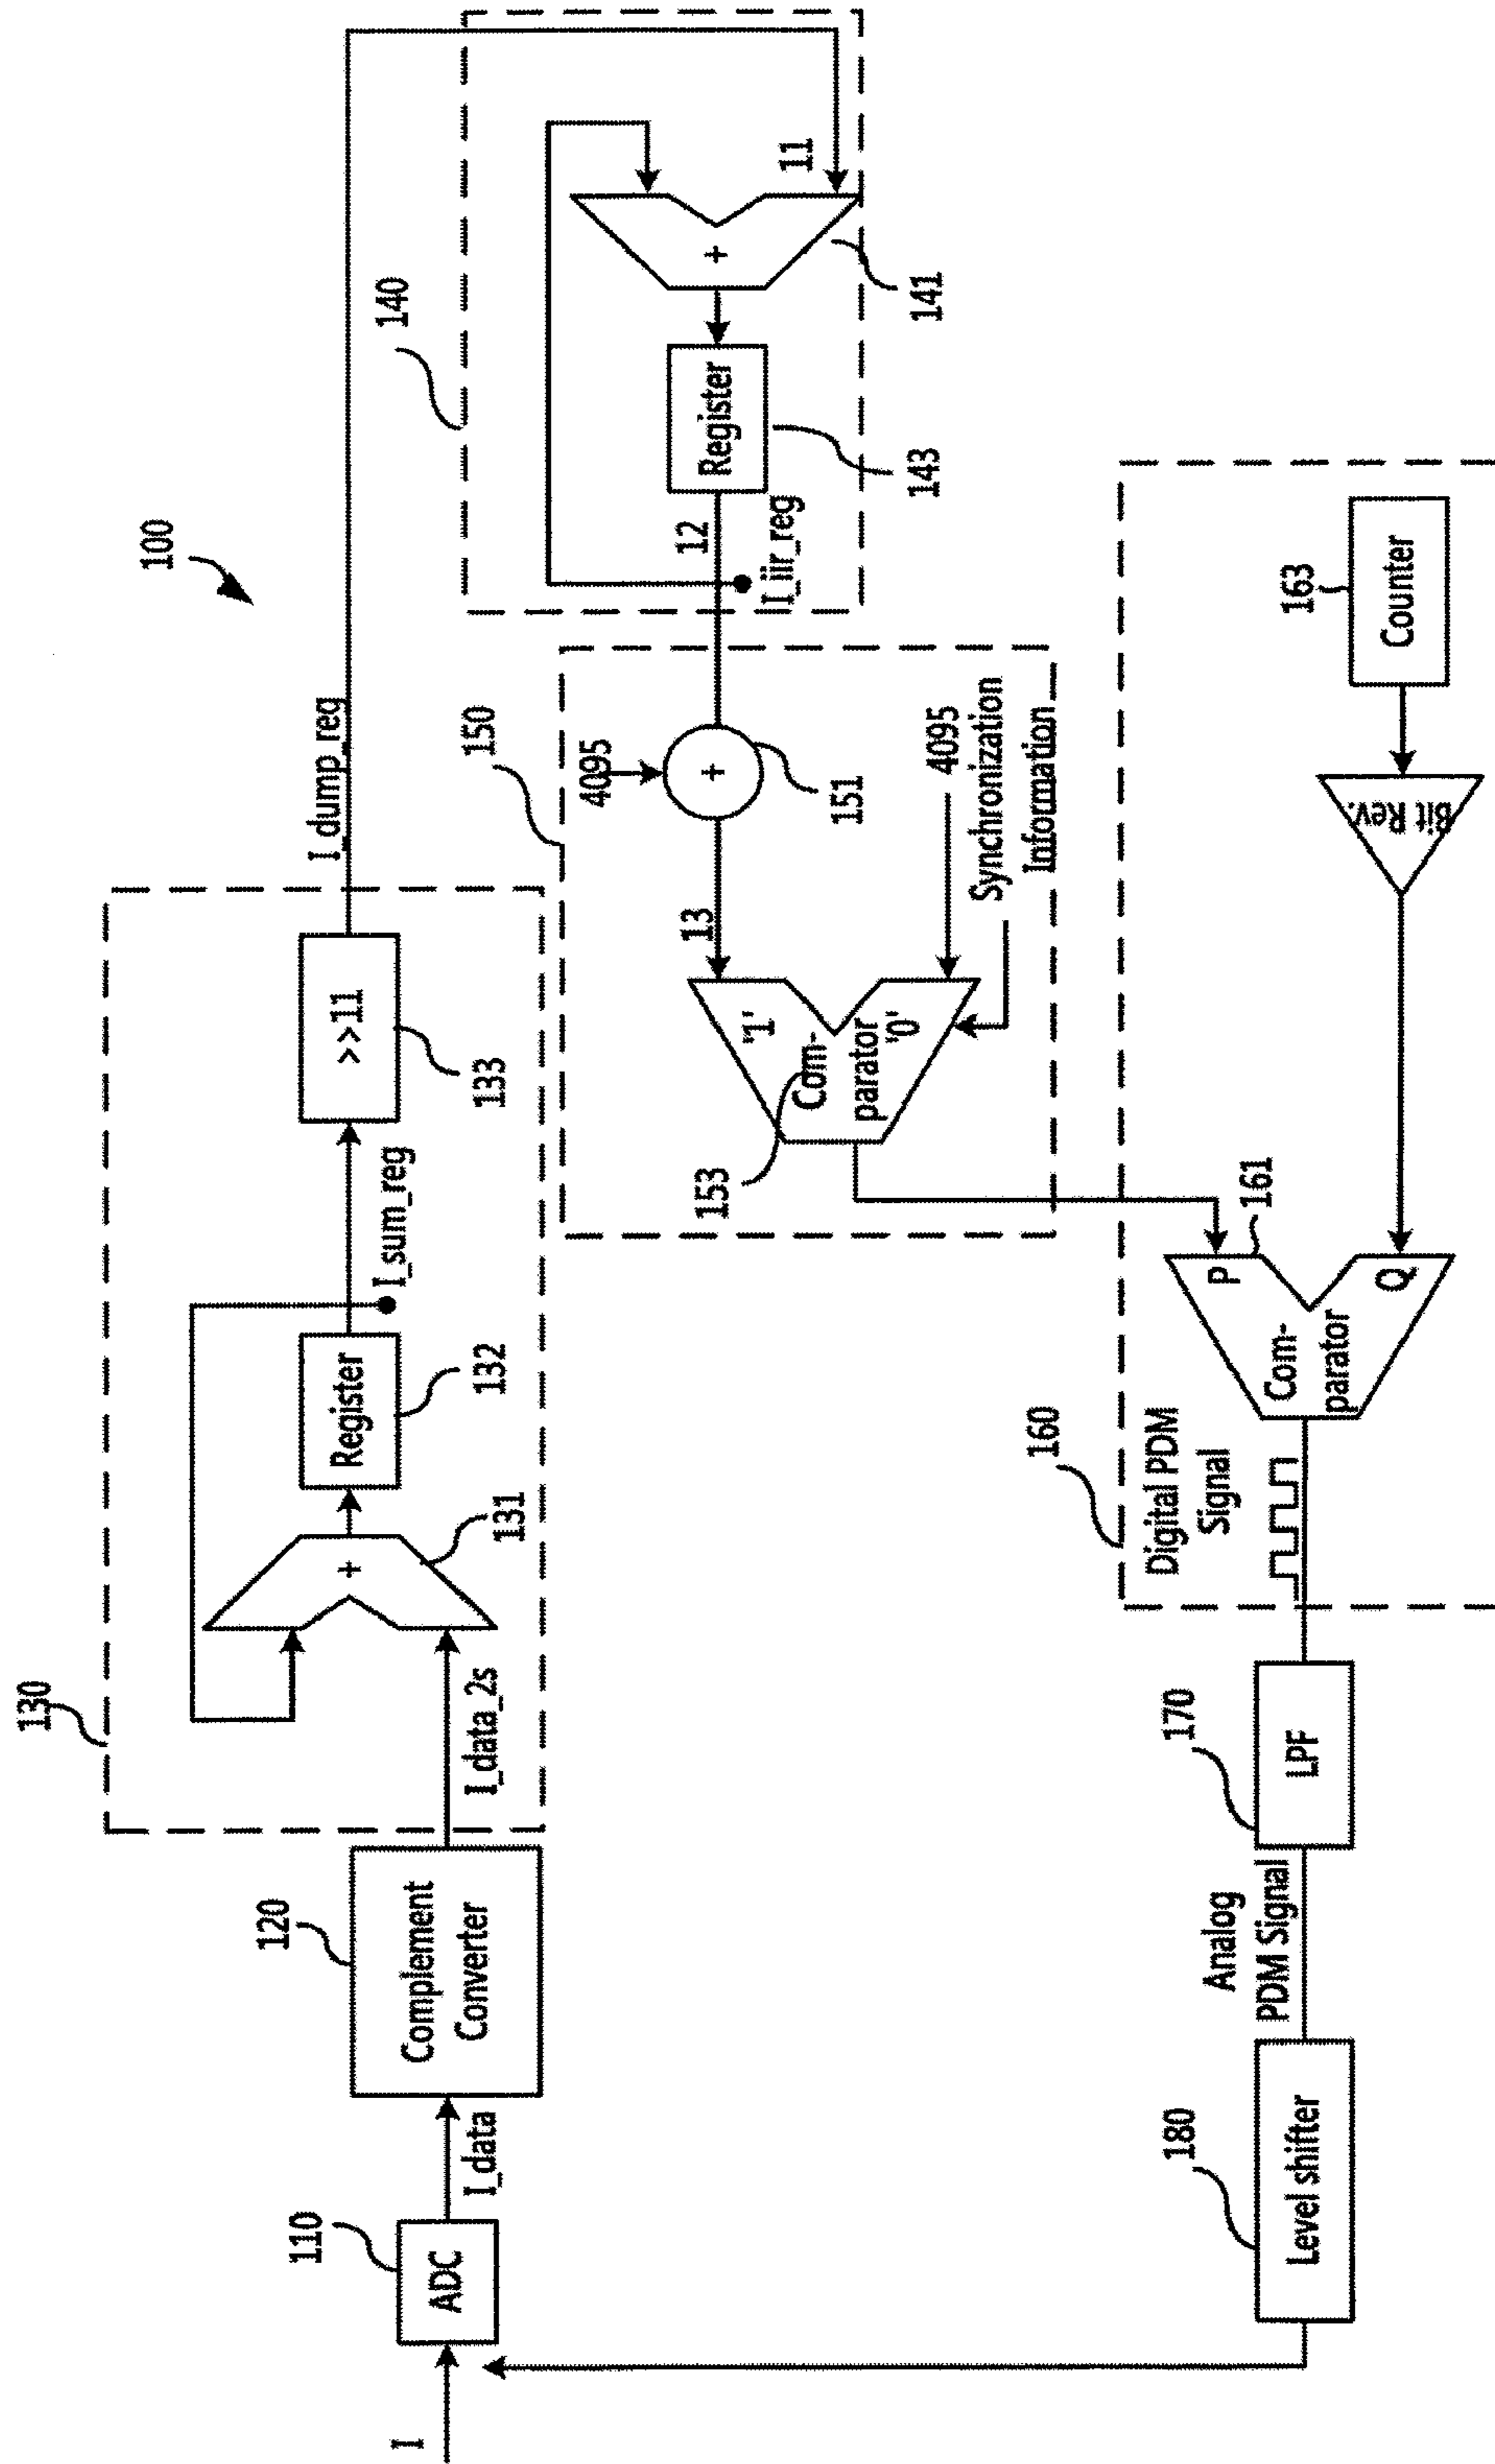 100
130
I
110
ADC
I_data
120
Complement
Converter
I_data_2s
+
131
Register
132
I_sum_reg
>>11
133
I_dump_reg
140
11
+
141
Register
143
12
I_iir_reg
150
4095
+
151
13
'1'
Com-
parator
'0'
153
4095
Synchronization
Information
160
Digital PDM
Signal
P
161
Com-
parator
Q
Bit Rev.
163
Counter
170
LPF
Analog
PDM Signal
180
Level shifter